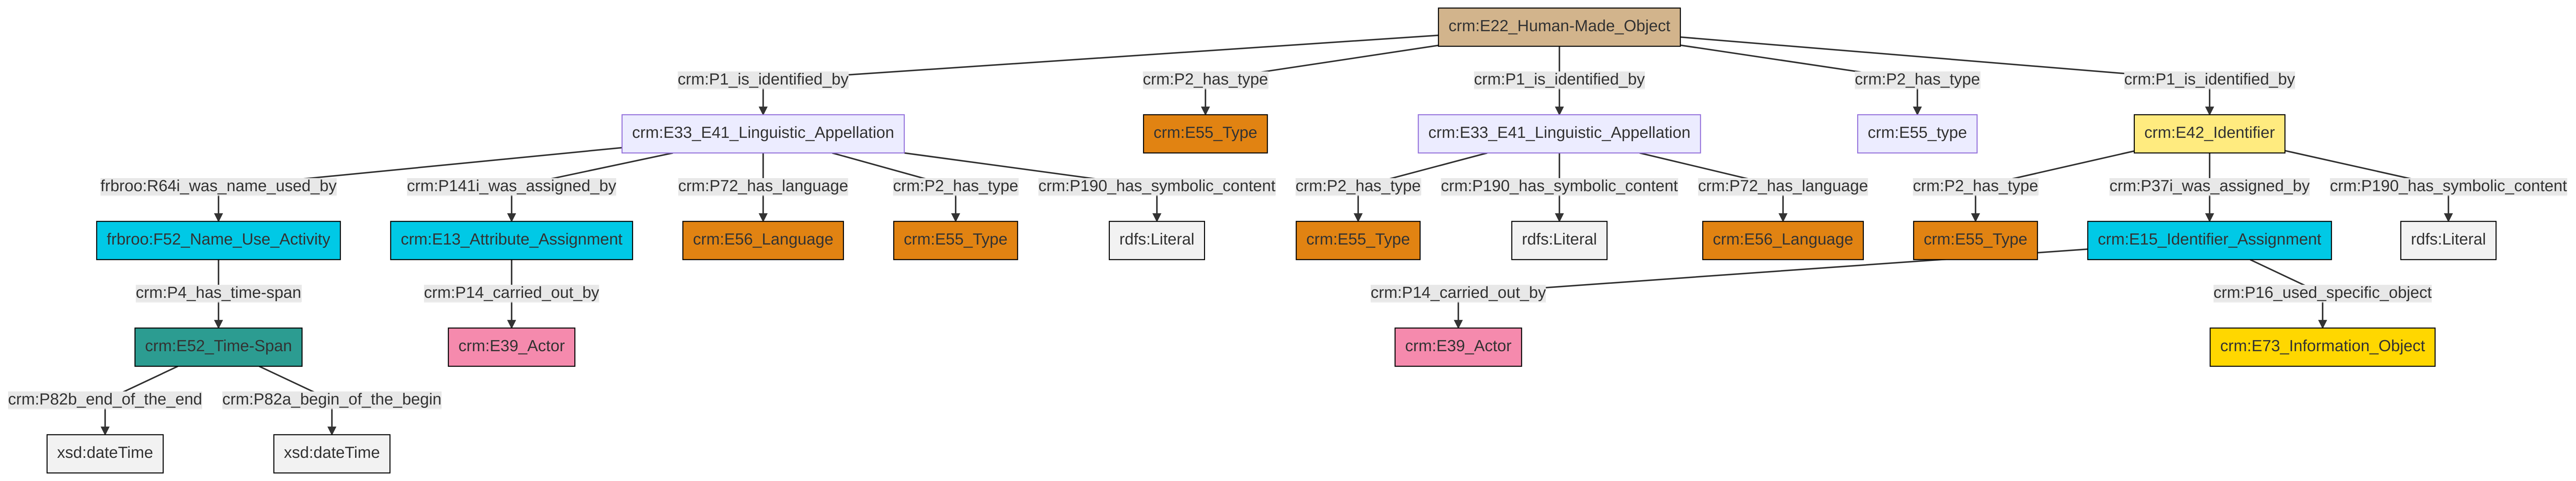 crm:E22_Human-Made_Object
crm:P1_is_identified_by
crm:P2_has_type
crm:P1_is_identified_by
crm:P2_has_type
crm:P1_is_identified_by
crm:E33_E41_Linguistic_Appellation
crm:E55_Type
crm:E33_E41_Linguistic_Appellation
crm:E55_type
crm:E42_Identifier
frbroo:R64i_was_name_used_by
crm:P141i_was_assigned_by
crm:P72_has_language
crm:P2_has_type
crm:P190_has_symbolic_content
crm:P2_has_type
crm:P190_has_symbolic_content
crm:P72_has_language
crm:P2_has_type
crm:P37i_was_assigned_by
crm:P190_has_symbolic_content
frbroo:F52_Name_Use_Activity
crm:E13_Attribute_Assignment
crm:E56_Language
crm:E55_Type
rdfs:Literal
crm:E55_Type
rdfs:Literal
crm:E56_Language
crm:E55_Type
crm:E15_Identifier_Assignment
rdfs:Literal
crm:P4_has_time-span
crm:P14_carried_out_by
crm:P14_carried_out_by
crm:P16_used_specific_object
crm:E52_Time-Span
crm:E39_Actor
crm:E39_Actor
crm:E73_Information_Object
crm:P82b_end_of_the_end
crm:P82a_begin_of_the_begin
xsd:dateTime
xsd:dateTime